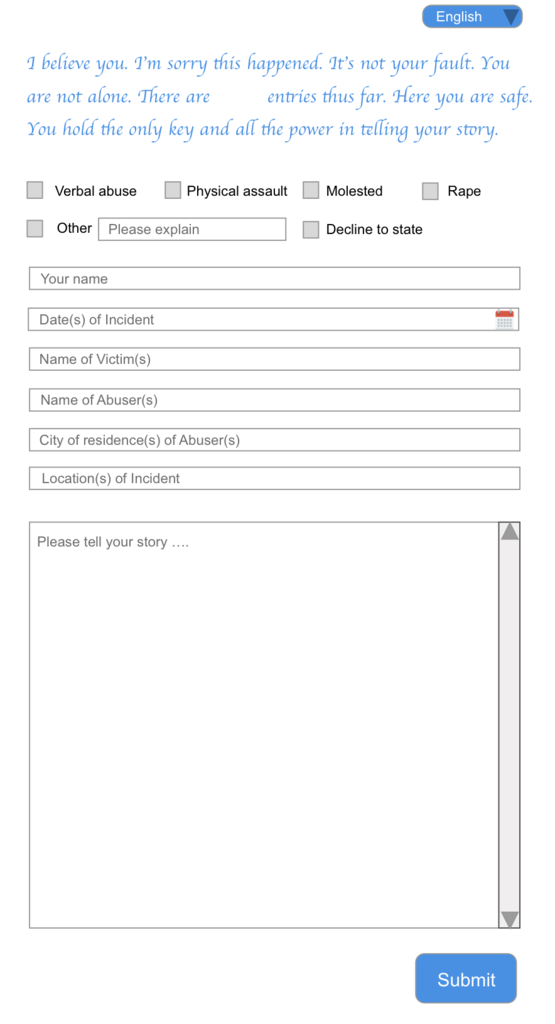 English
I believe you. I'm sorry this happened. It's not your fault. You
are not alone. There are entries thus far. Here you are safe.
You hold the only key and all the power in telling your story.
Verbal abuse Physical assault Molested Rape
Other Please explain Decline to state
Your name
Date(s) of Incident
Name of Victim(s)
Name of Abuser(s)
City of residence(s) of Abuser(s)
Location(s) of Incident
Please tell your story ….
Submit